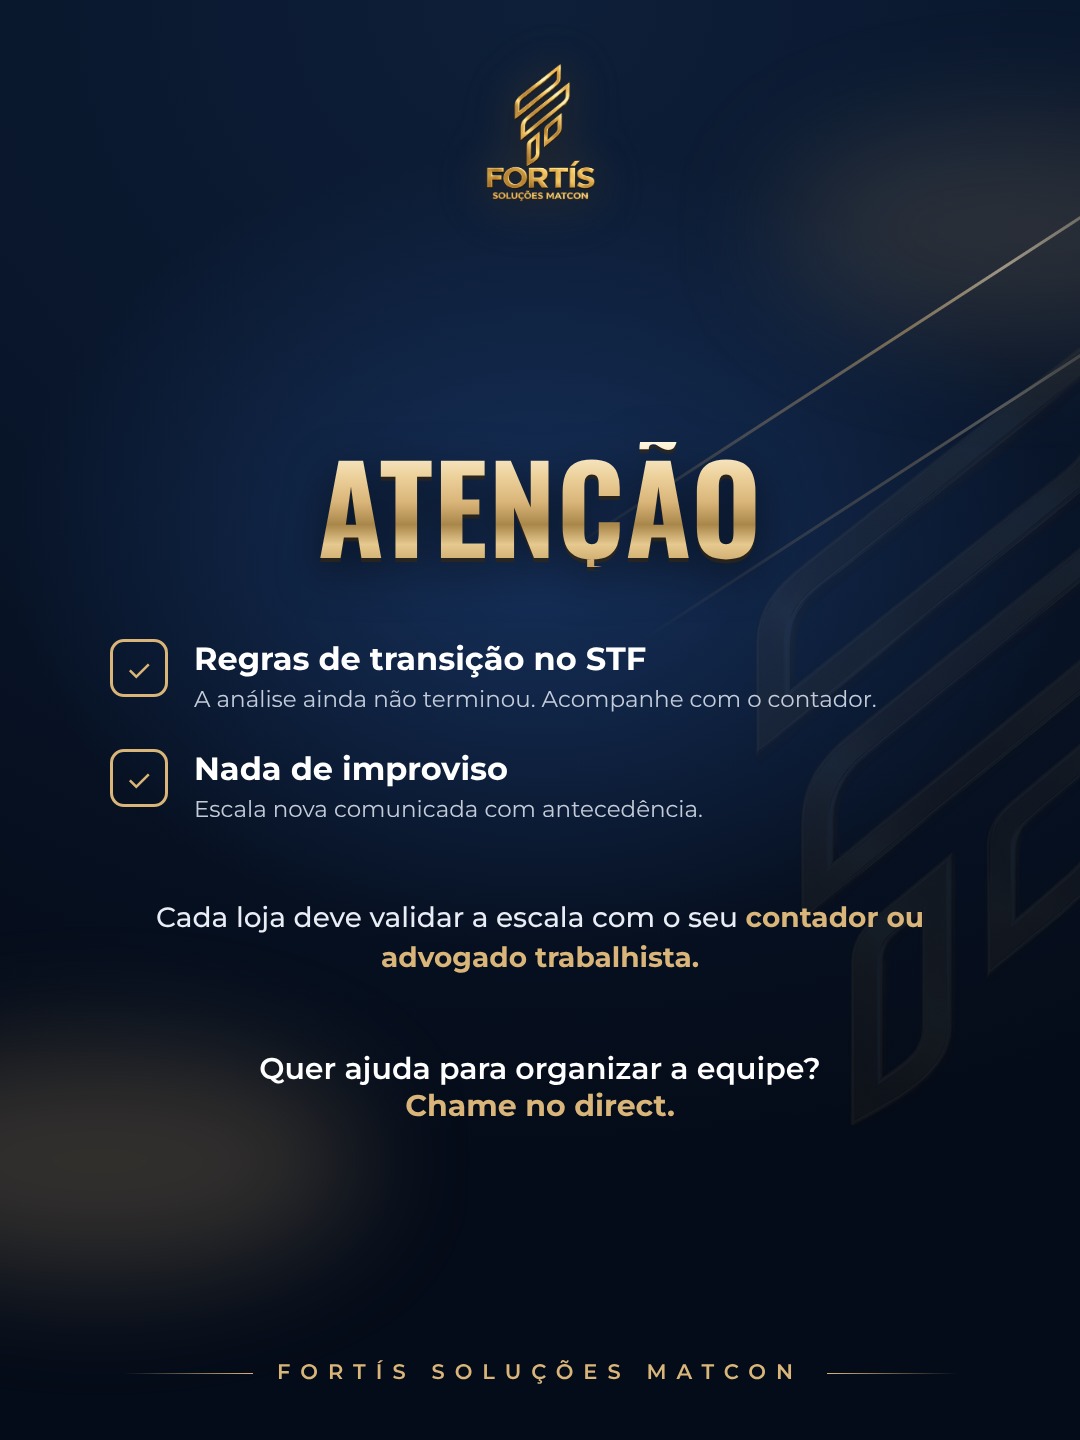 FORTÍS
SOLUÇÕES MATCON
ATENÇÃO
Regras de transição no STF
A análise ainda não terminou. Acompanhe com o contador.
Nada de improviso
Escala nova comunicada com antecedência.
Cada loja deve validar a escala com o seu contador ou
advogado trabalhista.
Quer ajuda para organizar a equipe?
Chame no direct.
FORTÍS SOLUÇÕES MATCON